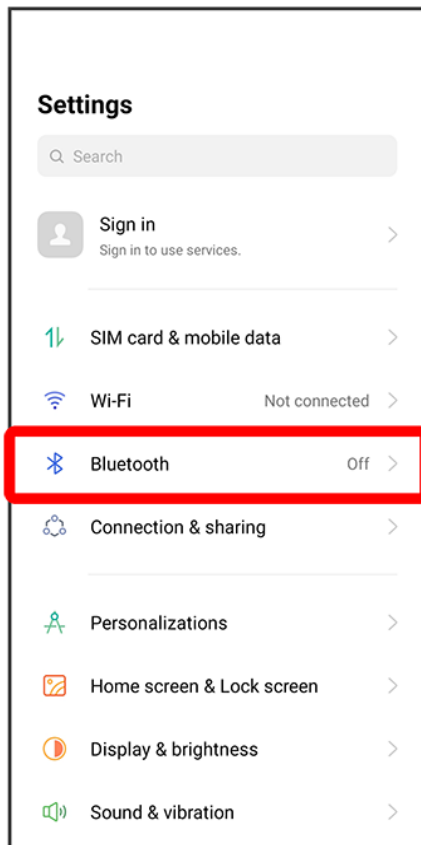 Settings
Search
Sign in
Sign in to use services.
SIM card & mobile data
Wi-Fi Not connected
Bluetooth Off
Connection & sharing
Personalizations
Home screen & Lock screen
Display & brightness
Sound & vibration